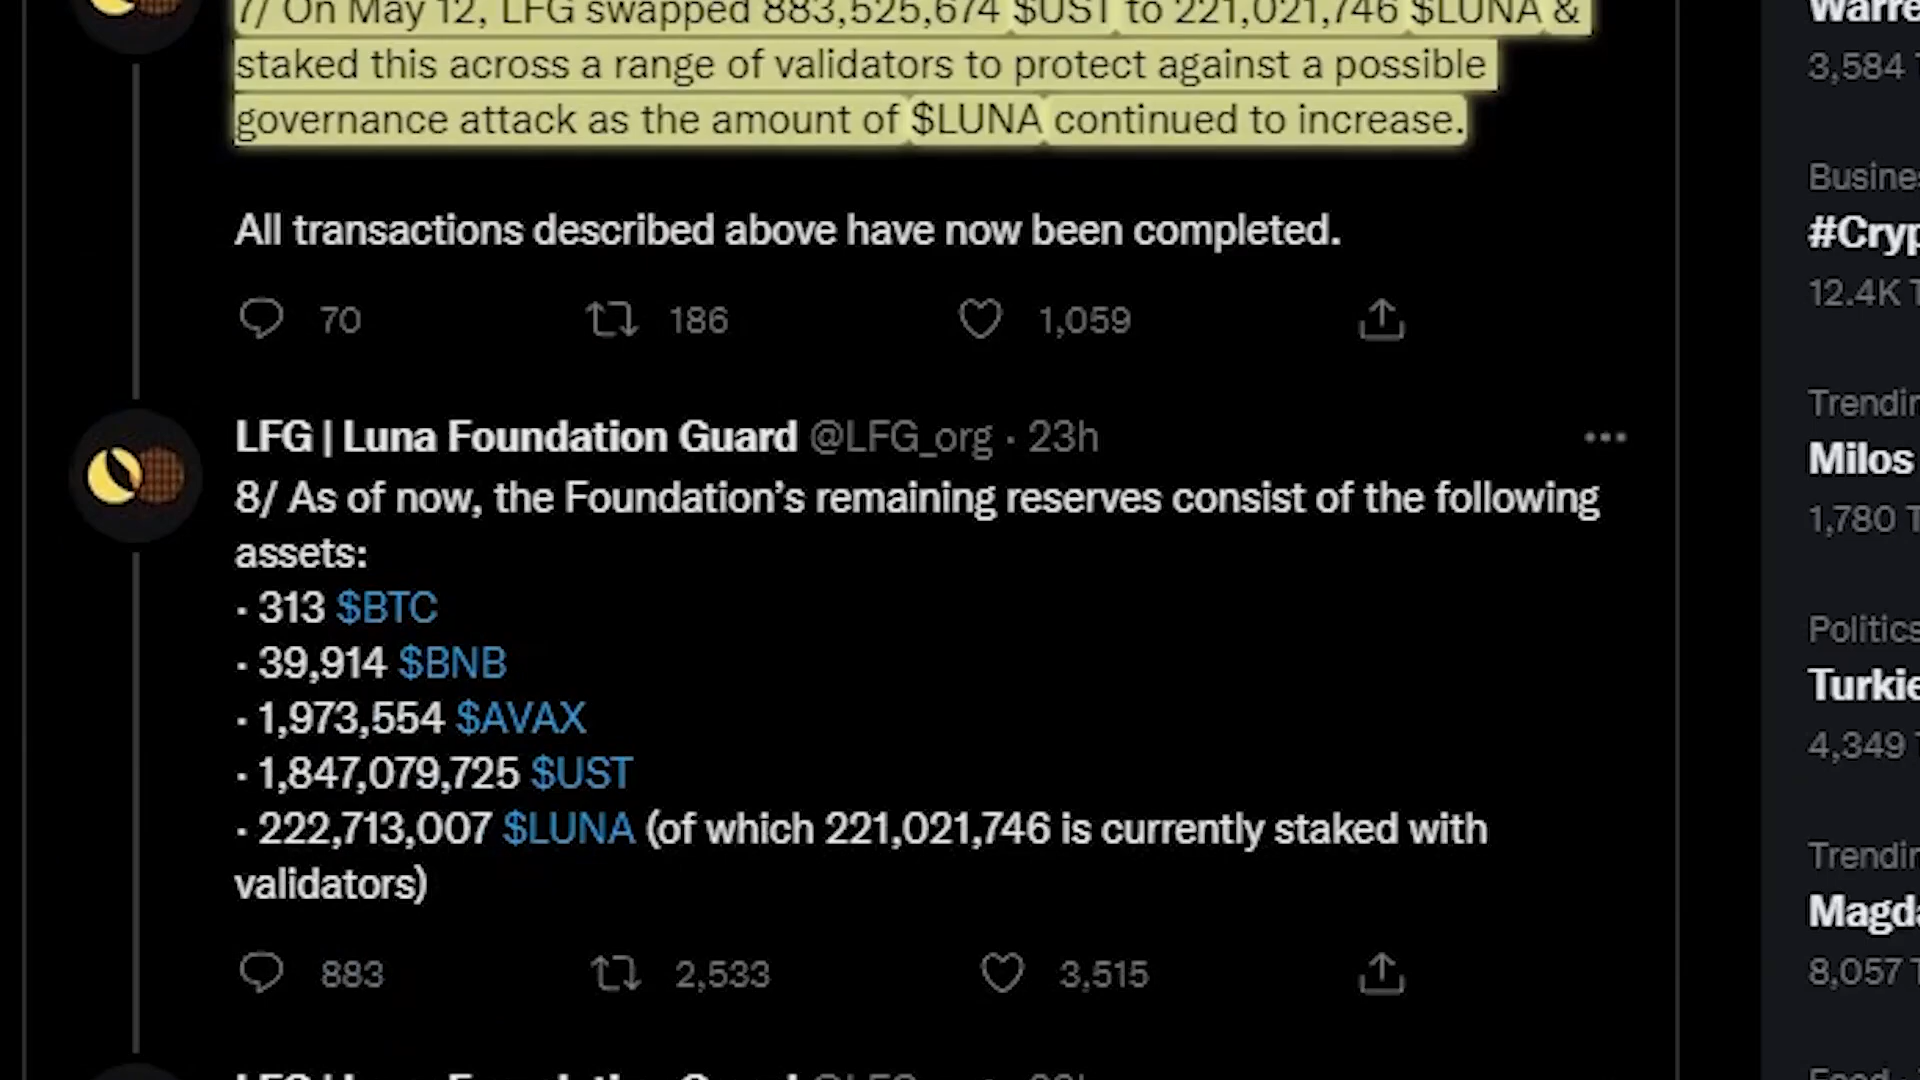 7/ On May 12, LFG swapped 883,525,674 $UST to 221,021,746 $LUNA &
staked this across a range of validators to protect against a possible
governance attack as the amount of $LUNA continued to increase.
All transactions described above have now been completed.
70 186 1,059
LFG | Luna Foundation Guard @LFG_org · 23h
8/ As of now, the Foundation’s remaining reserves consist of the following
assets:
· 313 $BTC
· 39,914 $BNB
· 1,973,554 $AVAX
· 1,847,079,725 $UST
· 222,713,007 $LUNA (of which 221,021,746 is currently staked with
validators)
883 2,533 3,515
Warre
3,584 T
Busines
#Cryp
12.4K T
Trendin
Milos
1,780 T
Politics
Turkie
4,349 T
Trendin
Magda
8,057 T